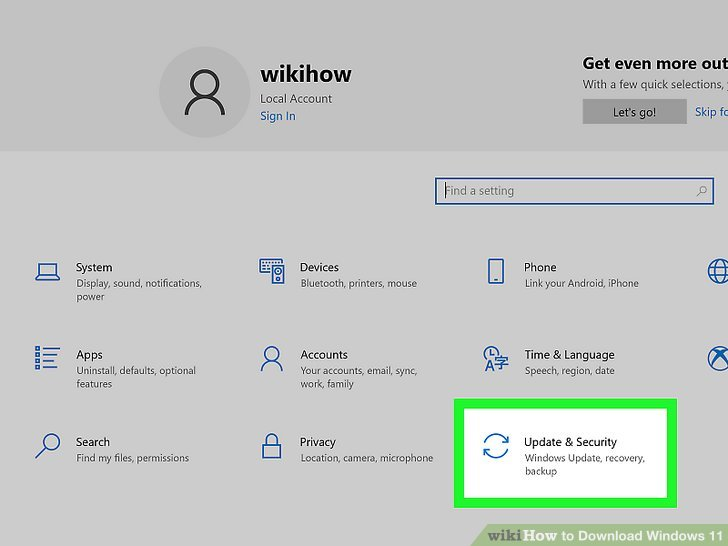 wikihow
Local Account
Sign In
Get even more out
With a few quick selections,
Let's go!
Skip fo
Find a setting
System
Display, sound, notifications,
power
Devices
Bluetooth, printers, mouse
Phone
Link your Android, iPhone
Apps
Uninstall, defaults, optional
features
Accounts
Your accounts, email, sync,
work, family
Time & Language
Speech, region, date
Search
Find my files, permissions
Privacy
Location, camera, microphone
Update & Security
Windows Update, recovery,
backup
wikiHow to Download Windows 11